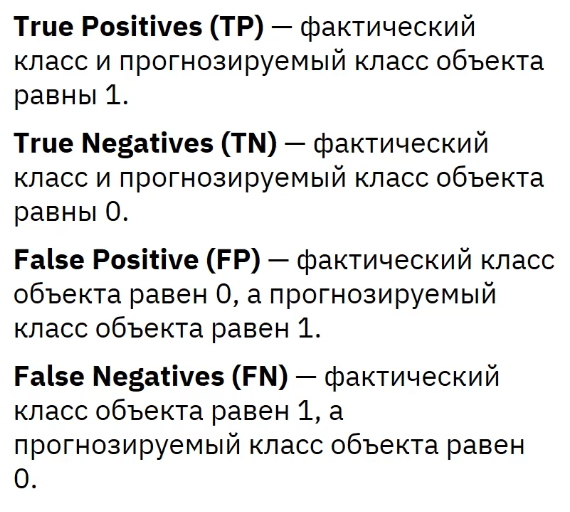 True Positives (TP) — фактический
класс и прогнозируемый класс объекта
равны 1.
True Negatives (TN) — фактический
класс и прогнозируемый класс объекта
равны 0.
False Positive (FP) — фактический класс
объекта равен 0, а прогнозируемый
класс объекта равен 1.
False Negatives (FN) — фактический
класс объекта равен 1, а
прогнозируемый класс объекта равен
0.